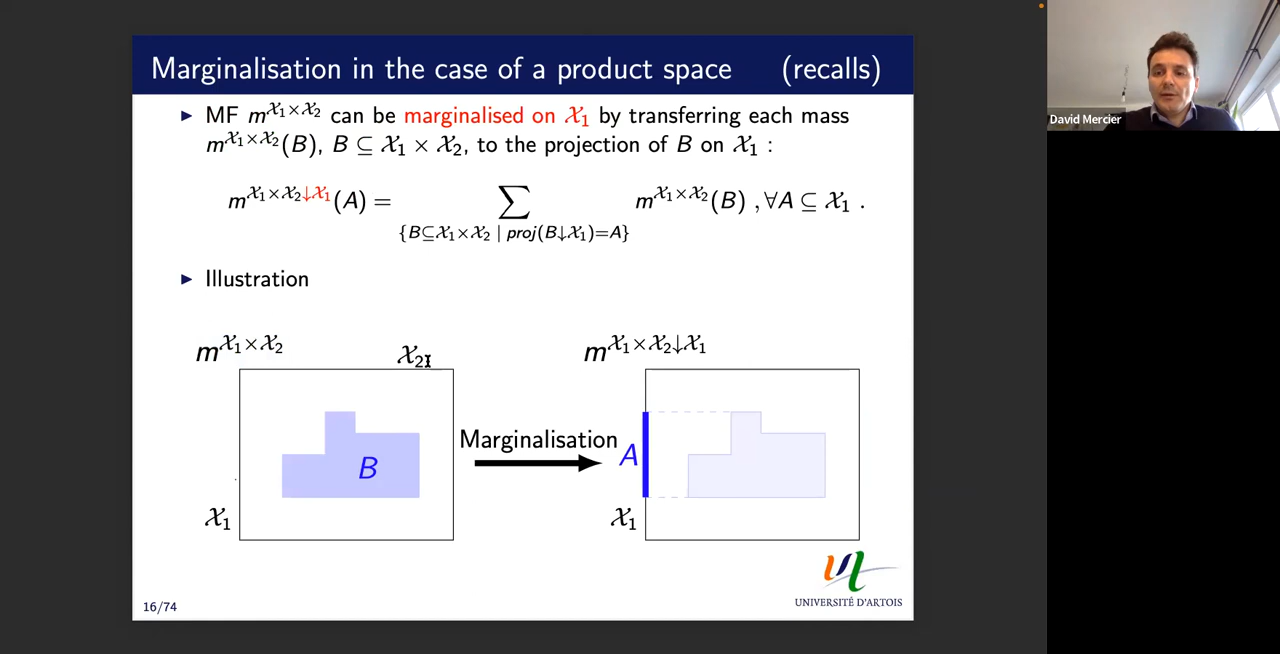 Marginalisation in the case of a product space (recalls)
▶ MF m^{𝒳₁×𝒳₂} can be marginalised on 𝒳₁ by transferring each mass
m^{𝒳₁×𝒳₂}(B), B ⊆ 𝒳₁ × 𝒳₂, to the projection of B on 𝒳₁ :
m^{𝒳₁×𝒳₂↓𝒳₁}(A) = ∑_{{B⊆𝒳₁×𝒳₂ | proj(B↓𝒳₁)=A}} m^{𝒳₁×𝒳₂}(B) , ∀A ⊆ 𝒳₁ .
▶ Illustration
m^{𝒳₁×𝒳₂}
𝒳₂
B
𝒳₁
Marginalisation
m^{𝒳₁×𝒳₂↓𝒳₁}
A
𝒳₁
UNIVERSITÉ D'ARTOIS
16/74
David Mercier